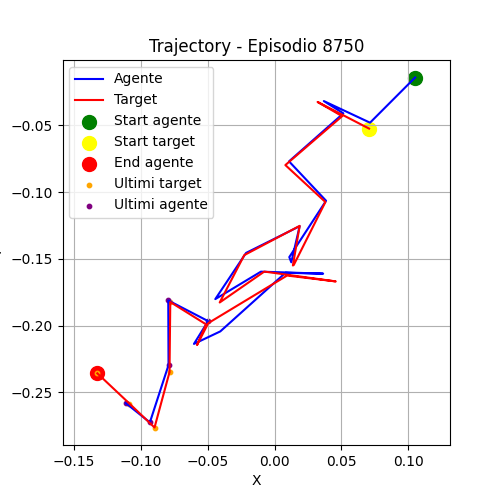 Trajectory - Episodio 8750
Agente
Target
Start agente
Start target
End agente
Ultimi target
Ultimi agente
−0.05
−0.10
−0.15
−0.20
−0.25
−0.15
−0.10
−0.05
0.00
0.05
0.10
X